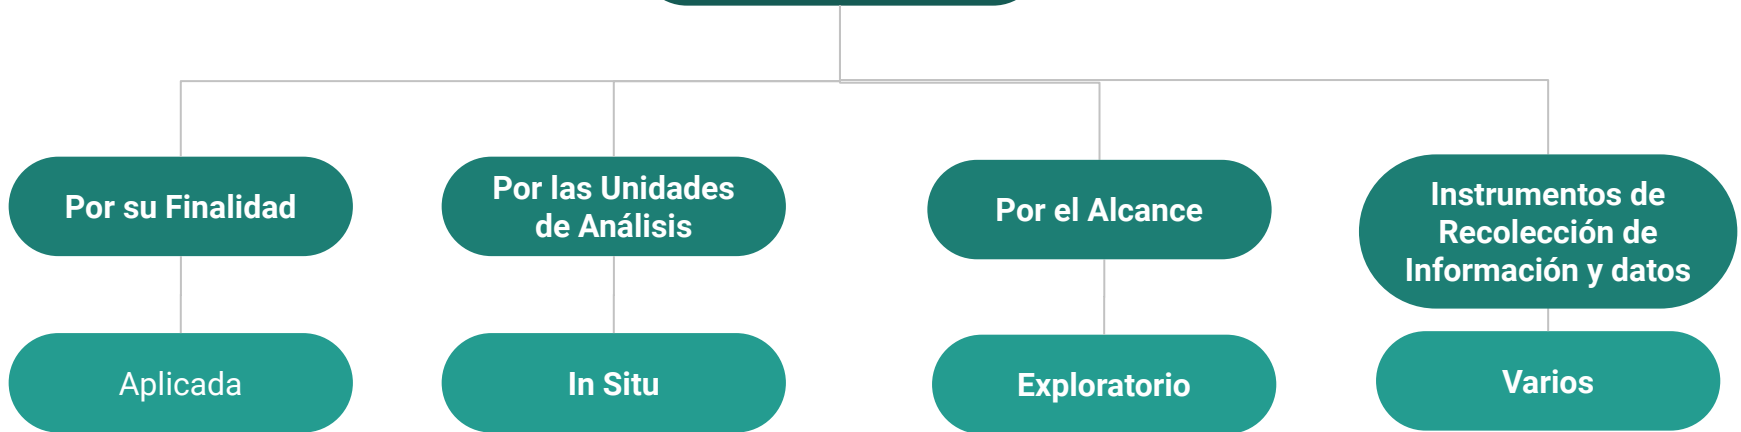 Por su Finalidad
Por las Unidades
de Análisis
Por el Alcance
Instrumentos de
Recolección de
Información y datos
Aplicada
In Situ
Exploratorio
Varios